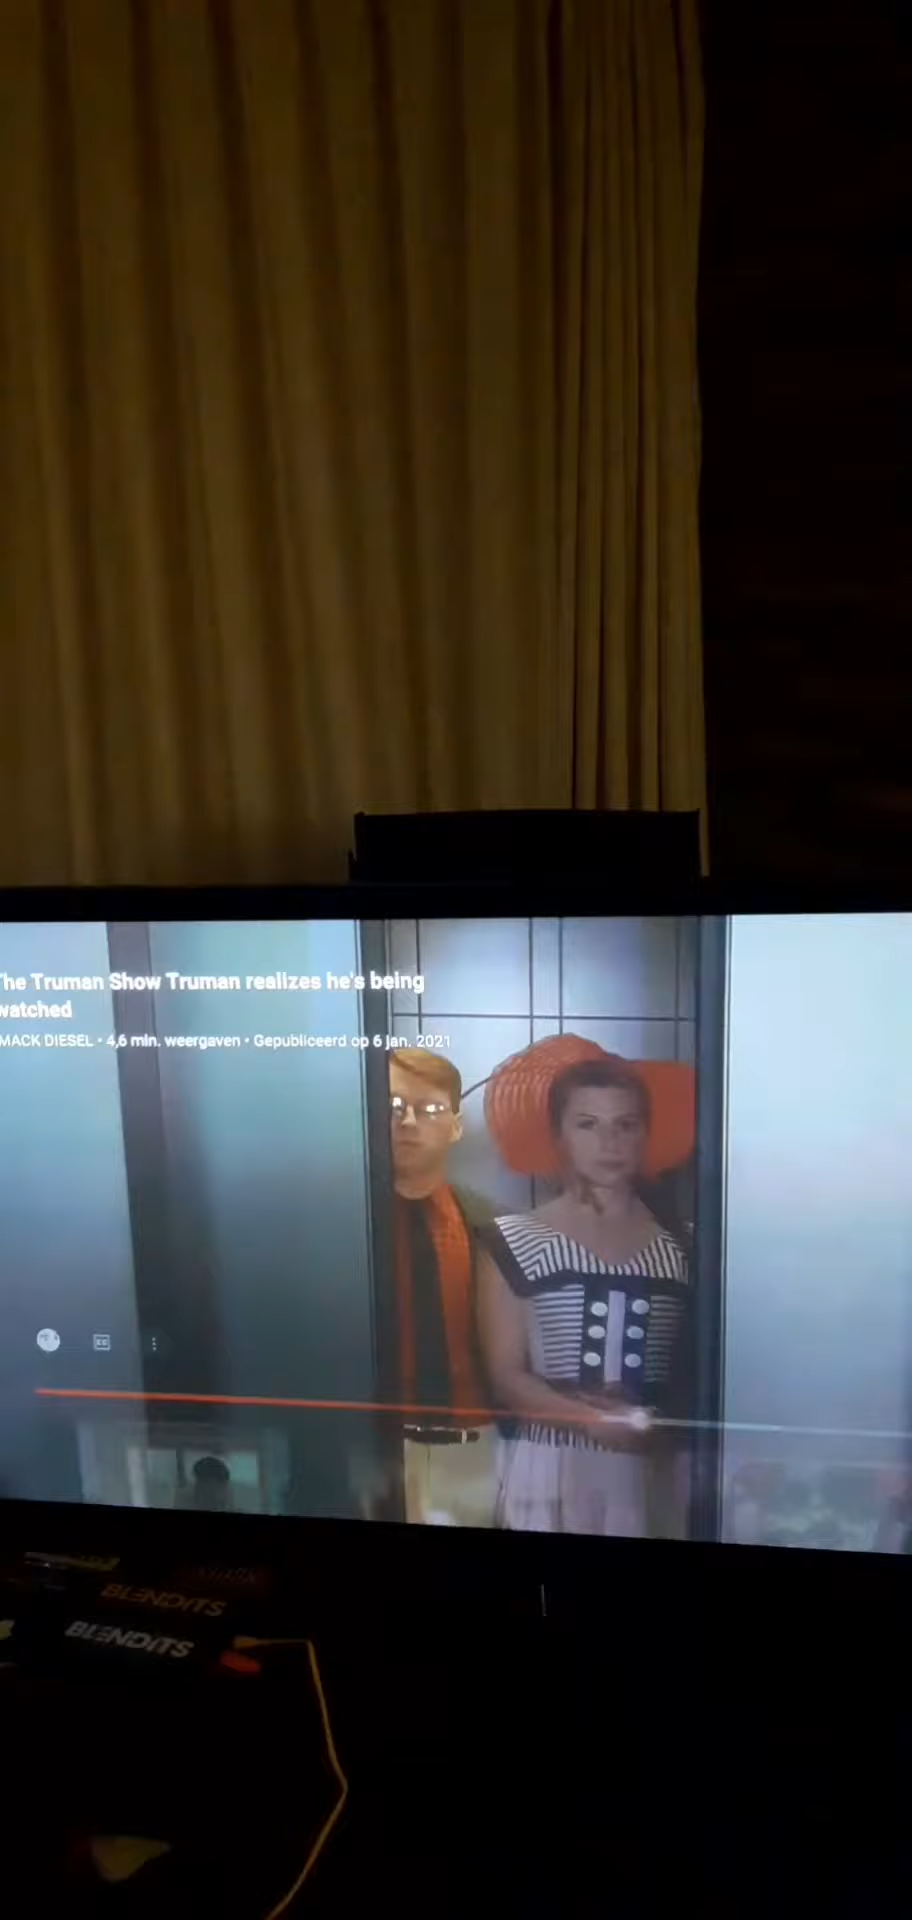 The Truman Show Truman realizes he's being
watched
MACK DIESEL • 4,6 mln. weergaven • Gepubliceerd op 6 jan. 2021
BLENDITS
BLENDITS